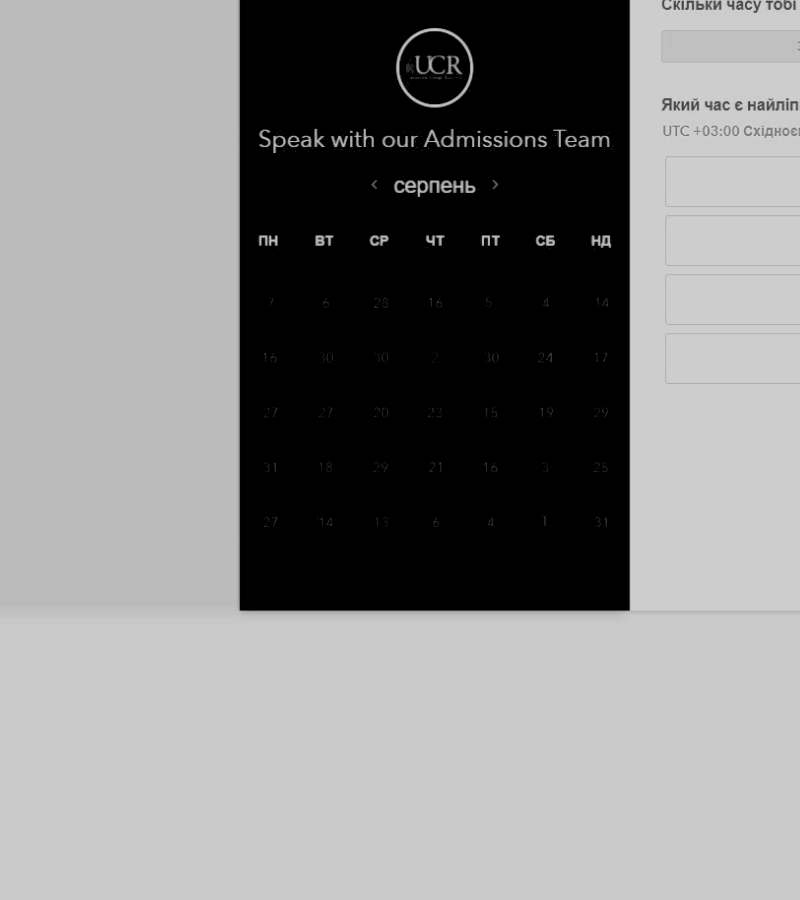 Скільки часу тобі
UCR
Speak with our Admissions Team
‹ серпень ›
ПН ВТ СР ЧТ ПТ СБ НД
7 6 28 16 5 4 14
16 30 30 2 30 24 17
27 27 20 23 15 19 29
31 18 29 21 16 3 25
27 14 13 6 4 1 31
Який час є найліп
UTC +03:00 Східноє